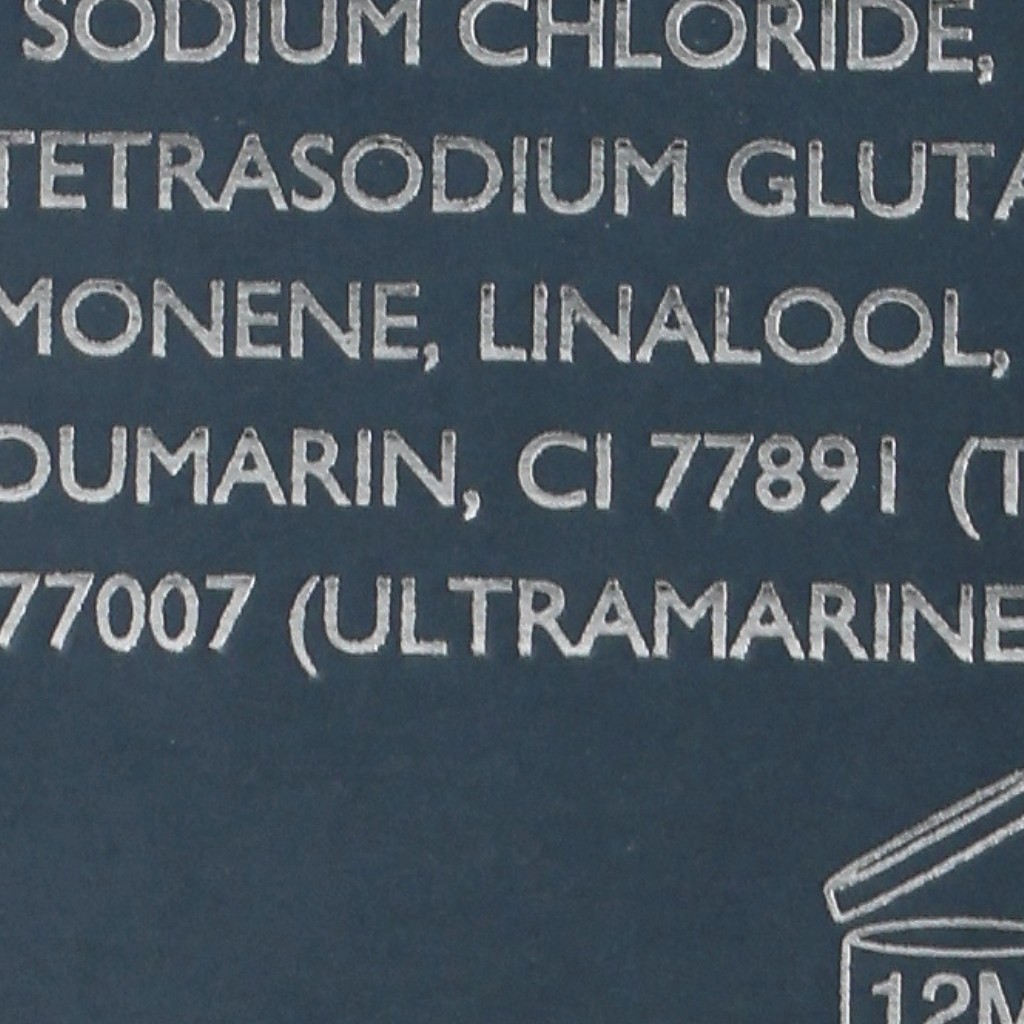 SODIUM CHLORIDE,
TETRASODIUM GLUTA
MONENE, LINALOOL,
OUMARIN, CI 77891 (T
77007 (ULTRAMARINE
12M